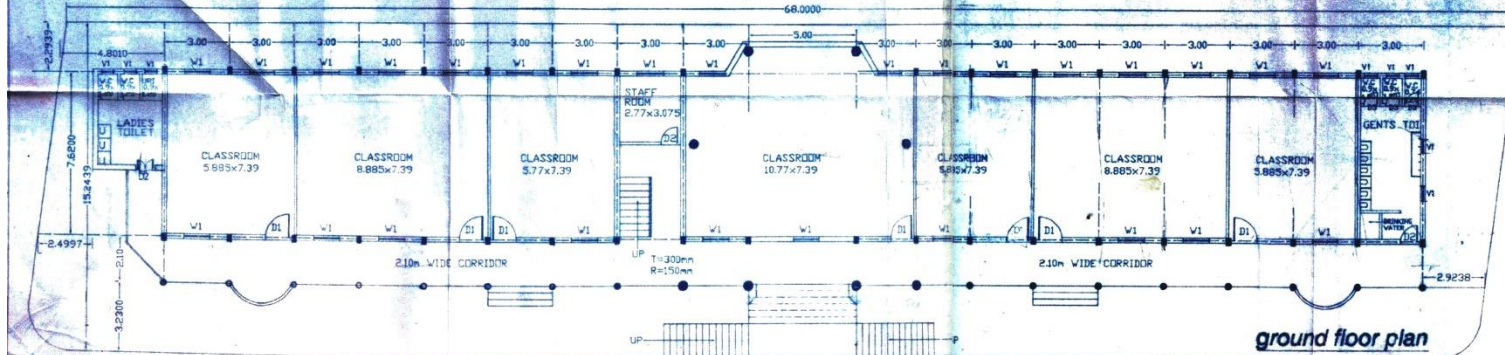 68.0000
5.00
2.2939
4.8010
3.00 3.00 3.00 3.00 3.00 3.00 3.00 3.00 3.00 3.00 3.00 3.00 3.00 3.00 3.00 3.00 3.00
V1 V1 V1
W1 W1 W1 W1 W1 W1 W1 W1 W1 W1 W1 W1 W1 W1 W1 W1
V1 V1 V1
W.C W.C URI
LADIES
TOILET
D2
STAFF
ROOM
2.77x3.075
D2
GENTS TOI
V1
V1
7.6200
15.2439
CLASSROOM
5.885x7.39
CLASSROOM
8.885x7.39
CLASSROOM
5.77x7.39
CLASSROOM
10.77x7.39
CLASSROOM
CLASSROOM
8.885x7.39
CLASSROOM
5.885x7.39
DRINKING
WATER
D2
W1 D1 W1 W1 D1 D1 W1 W1 W1 D1 W1 D1 W1 W1 D1 W1
2.4997
2.10
2.10m WIDE CORRIDOR
UP T=300mm
R=150mm
2.10m WIDE CORRIDOR
2.9238
3.2300
UP
P
ground floor plan